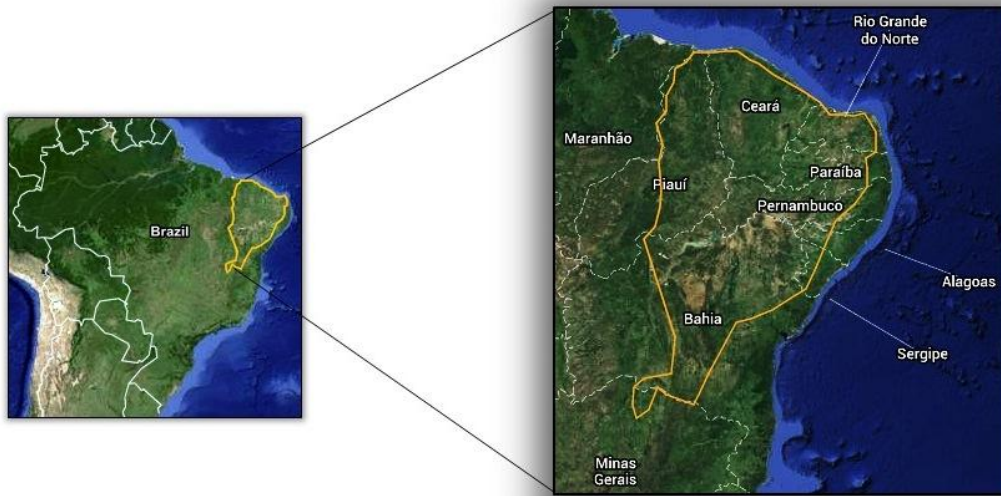 Brazil
Rio Grande
do Norte
Ceará
Maranhão
Paraíba
Piauí
Pernambuco
Alagoas
Bahia
Sergipe
Minas
Gerais